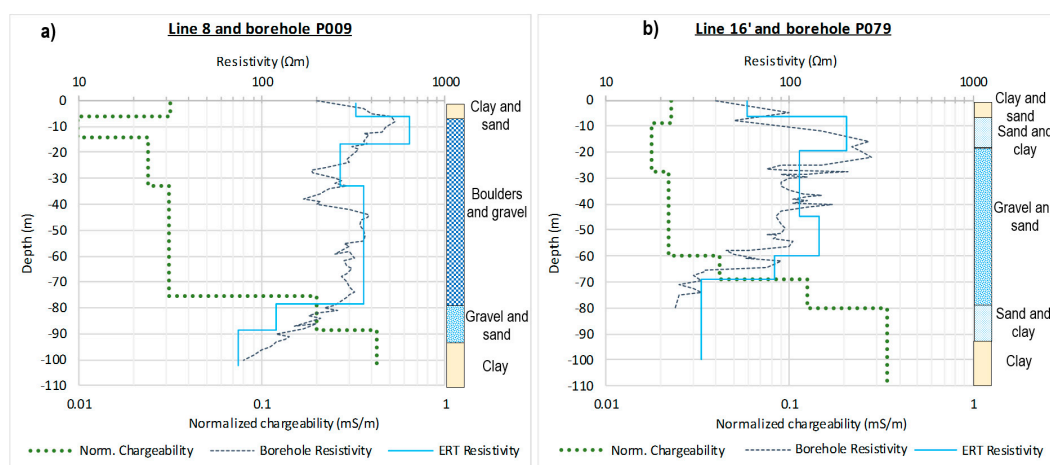 a)
Line 8 and borehole P009
Resistivity (Ωm)
10 100 1000
0
-10
-20
-30
-40
-50
-60
-70
-80
-90
-100
-110
Depth (m)
0.01 0.1 1
Normalized chargeability (mS/m)
Clay and
sand
Boulders
and gravel
Gravel and
sand
Clay
Norm. Chargeability
Borehole Resistivity
ERT Resistivity
b)
Line 16' and borehole P079
Resistivity (Ωm)
10 100 1000
0
-10
-20
-30
-40
-50
-60
-70
-80
-90
-100
-110
Depth (m)
0.01 0.1 1
Normalized chargeability (mS/m)
Clay and
sand
Sand and
clay
Gravel and
sand
Sand and
clay
Clay
Norm. Chargeability
Borehole Resistivity
ERT Resistivity